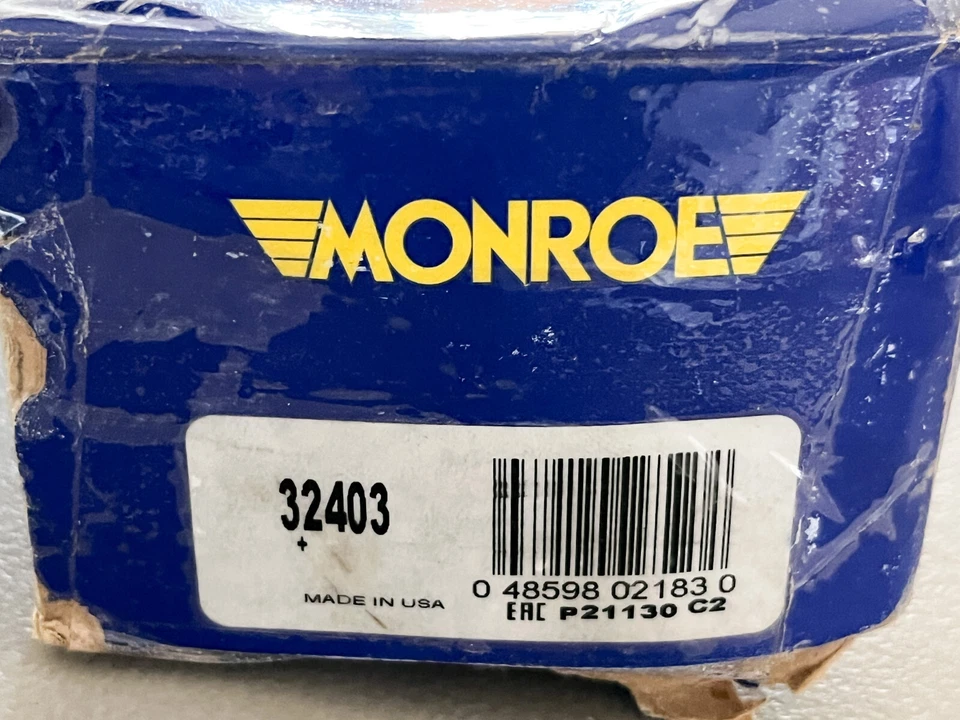 MONROE
32403
+
MADE IN USA
0 48598 02183 0
EAC P21130 C2